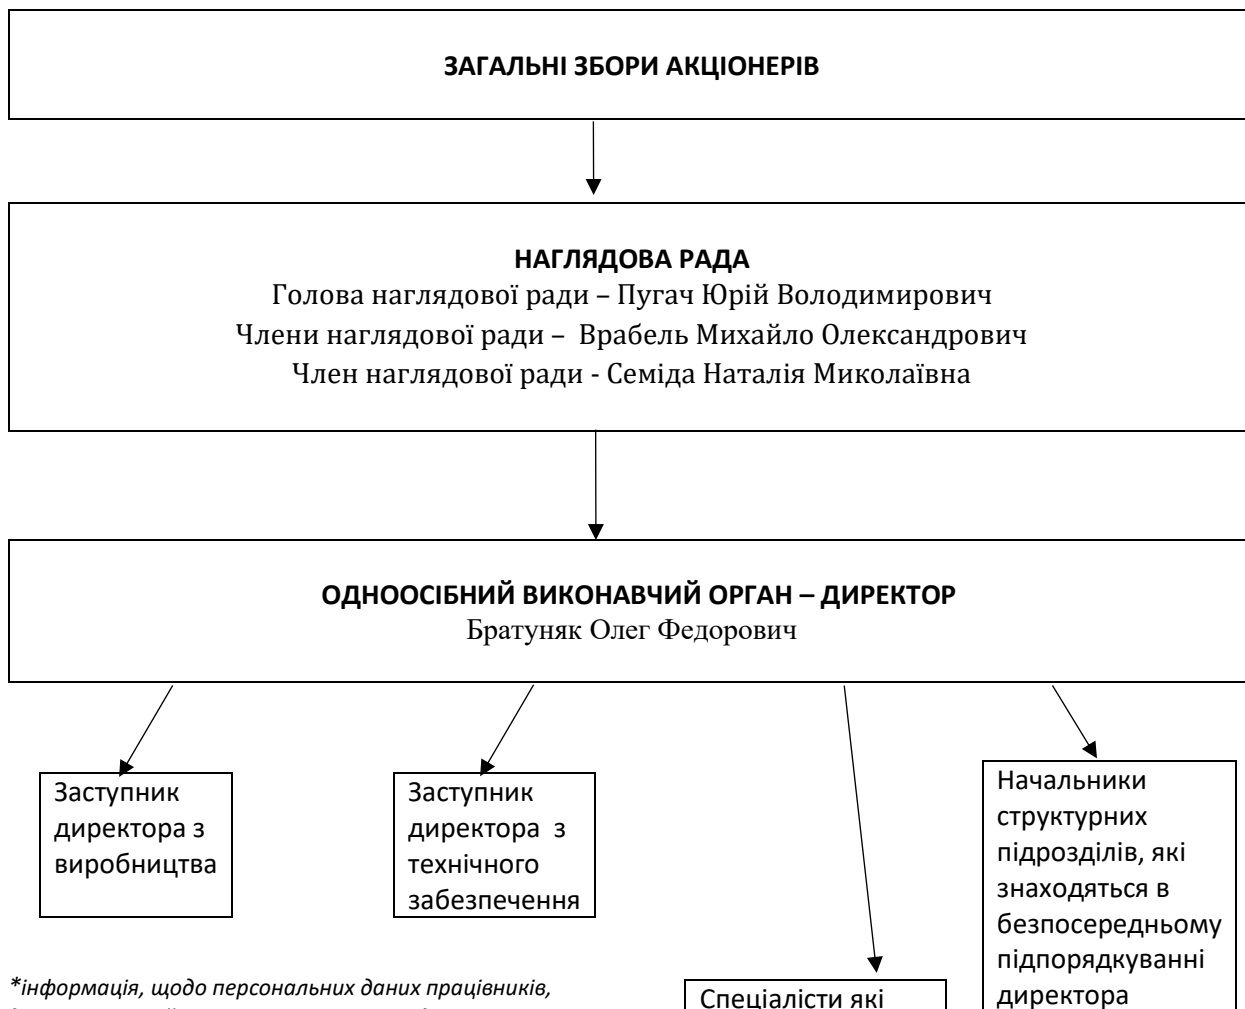 ЗАГАЛЬНІ ЗБОРИ АКЦІОНЕРІВ
НАГЛЯДОВА РАДА
Голова наглядової ради – Пугач Юрій Володимирович
Члени наглядової ради – Врабель Михайло Олександрович
Член наглядової ради - Семіда Наталія Миколаївна
ОДНООСІБНИЙ ВИКОНАВЧИЙ ОРГАН – ДИРЕКТОР
Братуняк Олег Федорович
Заступник
директора з
виробництва
Заступник
директора з
технічного
забезпечення
Начальники
структурних
підрозділів, які
знаходяться в
безпосередньому
підпорядкуванні
директора
Спеціалісти які
*інформація, щодо персональних даних працівників,